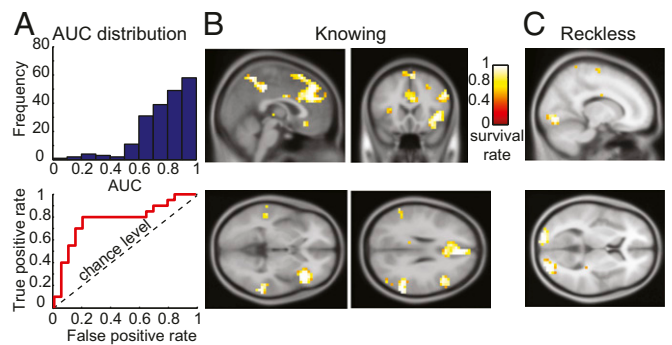 A
AUC distribution
80
60
40
20
0
Frequency
0 0.2 0.4 0.6 0.8 1
AUC
1
0.8
0.6
0.4
0.2
0
True positive rate
chance level
0 0.2 0.4 0.6 0.8 1
False positive rate
B
Knowing
1
0.8
0.4
0
survival
rate
C
Reckless